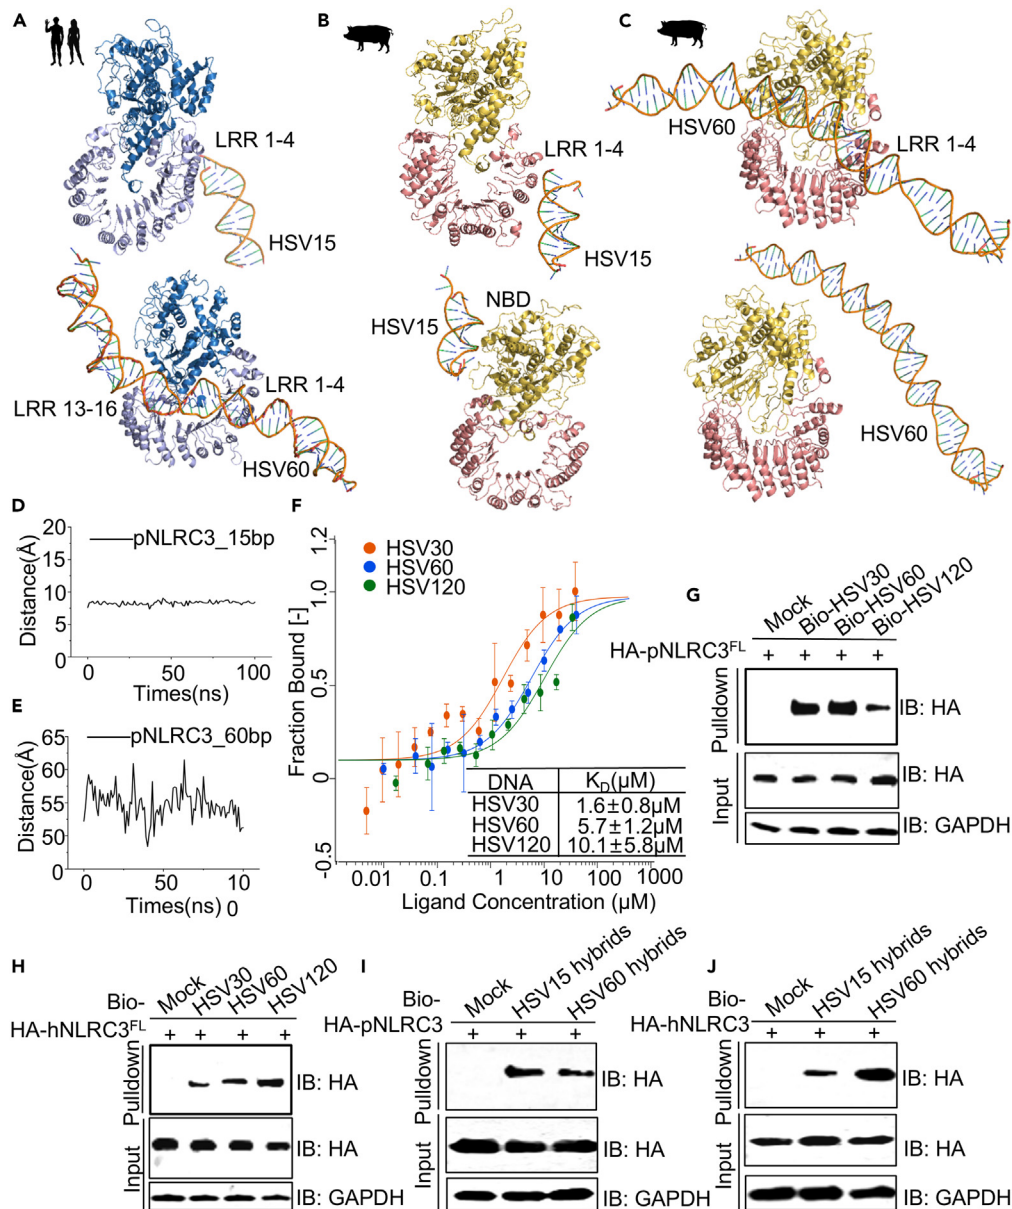 A
LRR 1-4
HSV15
LRR 13-16
LRR 1-4
HSV60
B
LRR 1-4
HSV15
HSV15
NBD
C
HSV60
LRR 1-4
HSV60
D
Distance(Å)
20
15
10
5
0
pNLRC3_15bp
0 50 100
Times(ns)
E
Distance(Å)
65
60
55
50
pNLRC3_60bp
0 50 10
Times(ns) 0
F
Fraction Bound [-]
1.2
1.0
0.5
0
-0.5
HSV30
HSV60
HSV120
DNA KD(µM)
HSV30 1.6±0.8µM
HSV60 5.7±1.2µM
HSV120 10.1±5.8µM
0.01 0.1 1 10 100 1000
Ligand Concentration (µM)
G
Mock Bio-HSV30 Bio-HSV60 Bio-HSV120
HA-pNLRC3FL + + + +
Pulldown IB: HA
Input IB: HA
IB: GAPDH
H
Bio- Mock HSV30 HSV60 HSV120
HA-hNLRC3FL + + + +
Pulldown IB: HA
Input IB: HA
IB: GAPDH
I
Bio- Mock HSV15 hybrids HSV60 hybrids
HA-pNLRC3 + + +
Pulldown IB: HA
Input IB: HA
IB: GAPDH
J
Bio- Mock HSV15 hybrids HSV60 hybrids
HA-hNLRC3 + + +
Pulldown IB: HA
Input IB: HA
IB: GAPDH